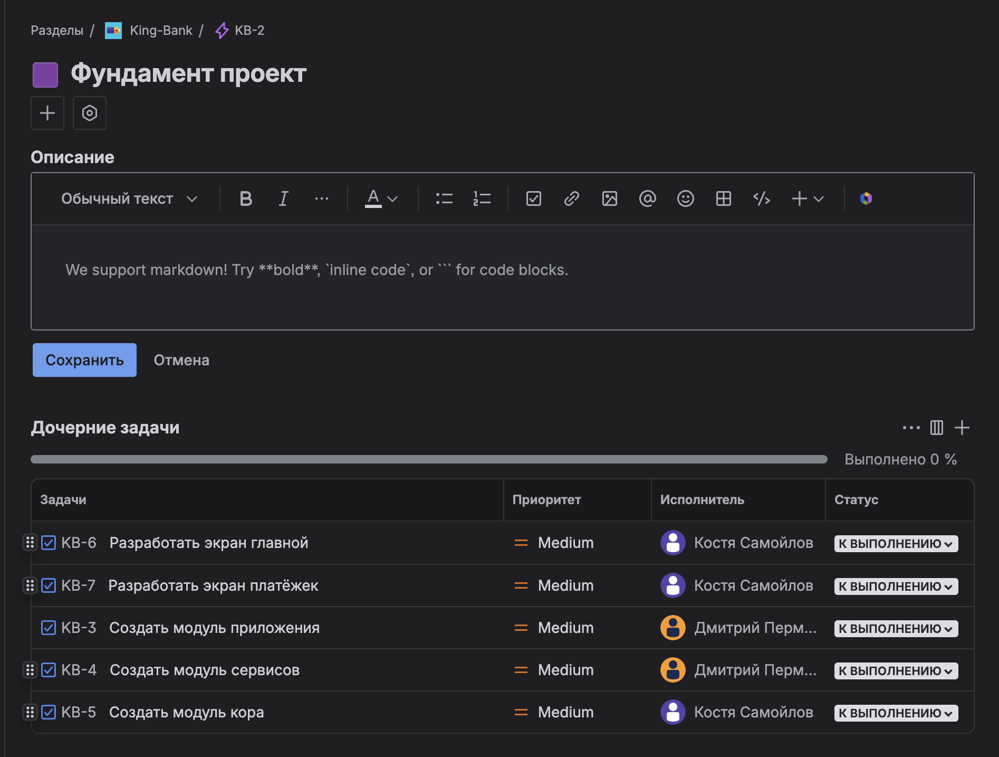 Разделы / King-Bank / KB-2
Фундамент проект
Описание
Обычный текст
We support markdown! Try **bold**, `inline code`, or ``` for code blocks.
Сохранить Отмена
Дочерние задачи
Выполнено 0 %
Задачи Приоритет Исполнитель Статус
KB-6 Разработать экран главной Medium Костя Самойлов К ВЫПОЛНЕНИЮ
KB-7 Разработать экран платёжек Medium Костя Самойлов К ВЫПОЛНЕНИЮ
KB-3 Создать модуль приложения Medium Дмитрий Перм... К ВЫПОЛНЕНИЮ
KB-4 Создать модуль сервисов Medium Дмитрий Перм... К ВЫПОЛНЕНИЮ
KB-5 Создать модуль кора Medium Костя Самойлов К ВЫПОЛНЕНИЮ